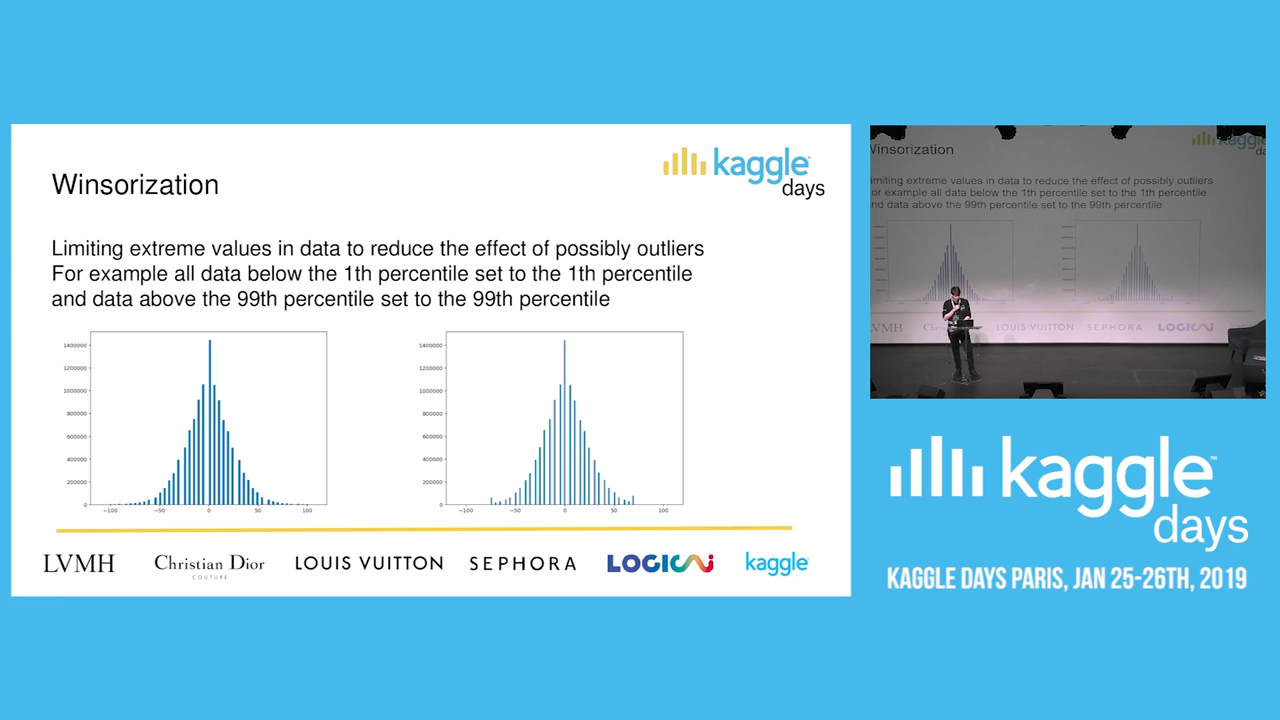 Winsorization
kaggle
days
Limiting extreme values in data to reduce the effect of possibly outliers
For example all data below the 1th percentile set to the 1th percentile
and data above the 99th percentile set to the 99th percentile
1400000
1200000
1000000
800000
600000
400000
200000
0
−100 −50 0 50 100
1400000
1200000
1000000
800000
600000
400000
200000
0
−100 −50 0 50 100
LVMH Christian Dior LOUIS VUITTON SEPHORA LOGICAI kaggle
COUTURE
kaggle
days
Winsorization
imiting extreme values in data to reduce the effect of possibly outliers
or example all data below the 1th percentile set to the 1th percentile
nd data above the 99th percentile set to the 99th percentile
VMH LOUIS VUITTON SEPHORA LOGICAI
kaggle
days
KAGGLE DAYS PARIS, JAN 25-26TH, 2019